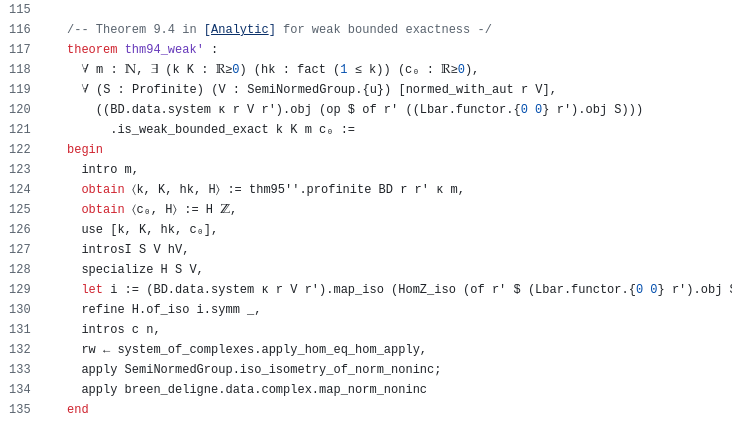 115
116 /-- Theorem 9.4 in [Analytic] for weak bounded exactness -/
117 theorem thm94_weak' :
118 ∀ m : ℕ, ∃ (k K : ℝ≥0) (hk : fact (1 ≤ k)) (c₀ : ℝ≥0),
119 ∀ (S : Profinite) (V : SemiNormedGroup.{u}) [normed_with_aut r V],
120 ((BD.data.system κ r V r').obj (op $ of r' ((Lbar.functor.{0 0} r').obj S)))
121 .is_weak_bounded_exact k K m c₀ :=
122 begin
123 intro m,
124 obtain ⟨k, K, hk, H⟩ := thm95''.profinite BD r r' κ m,
125 obtain ⟨c₀, H⟩ := H ℤ,
126 use [k, K, hk, c₀],
127 introsI S V hV,
128 specialize H S V,
129 let i := (BD.data.system κ r V r').map_iso (HomZ_iso (of r' $ (Lbar.functor.{0 0} r').obj S
130 refine H.of_iso i.symm _,
131 intros c n,
132 rw ← system_of_complexes.apply_hom_eq_hom_apply,
133 apply SemiNormedGroup.iso_isometry_of_norm_noninc;
134 apply breen_deligne.data.complex.map_norm_noninc
135 end